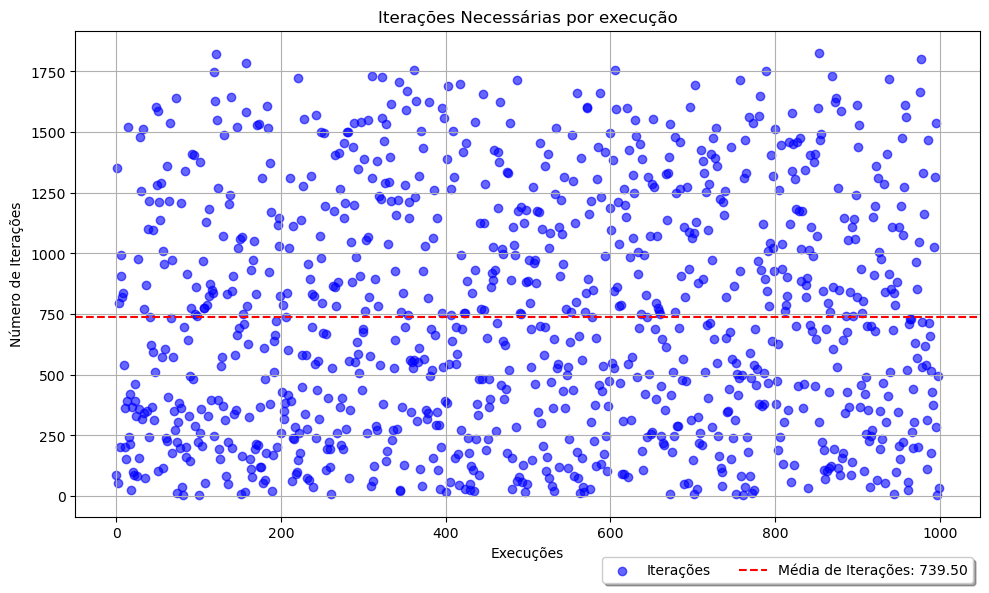 Iterações Necessárias por execução
Número de Iterações
1750
1500
1250
1000
750
500
250
0
0 200 400 600 800 1000
Execuções
Iterações Média de Iterações: 739.50